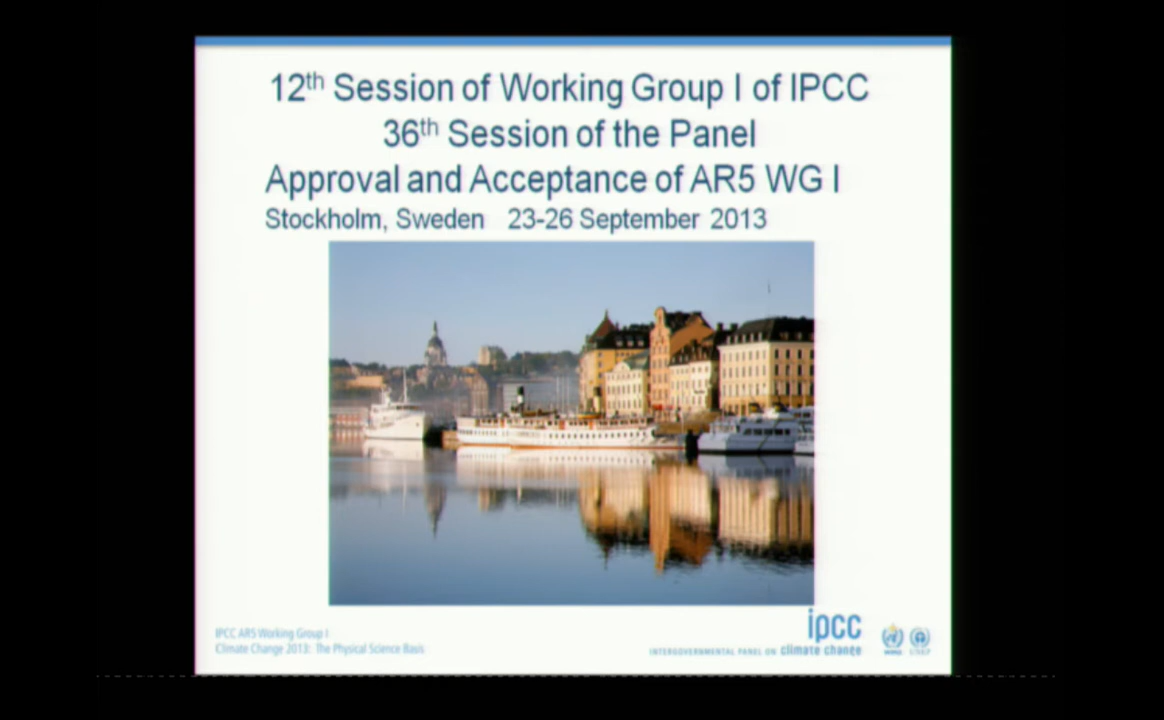 12th Session of Working Group I of IPCC
36th Session of the Panel
Approval and Acceptance of AR5 WG I
Stockholm, Sweden 23-26 September 2013
IPCC AR5 Working Group I
Climate Change 2013: The Physical Science Basis
ipcc
INTERGOVERNMENTAL PANEL ON climate change
WMO UNEP